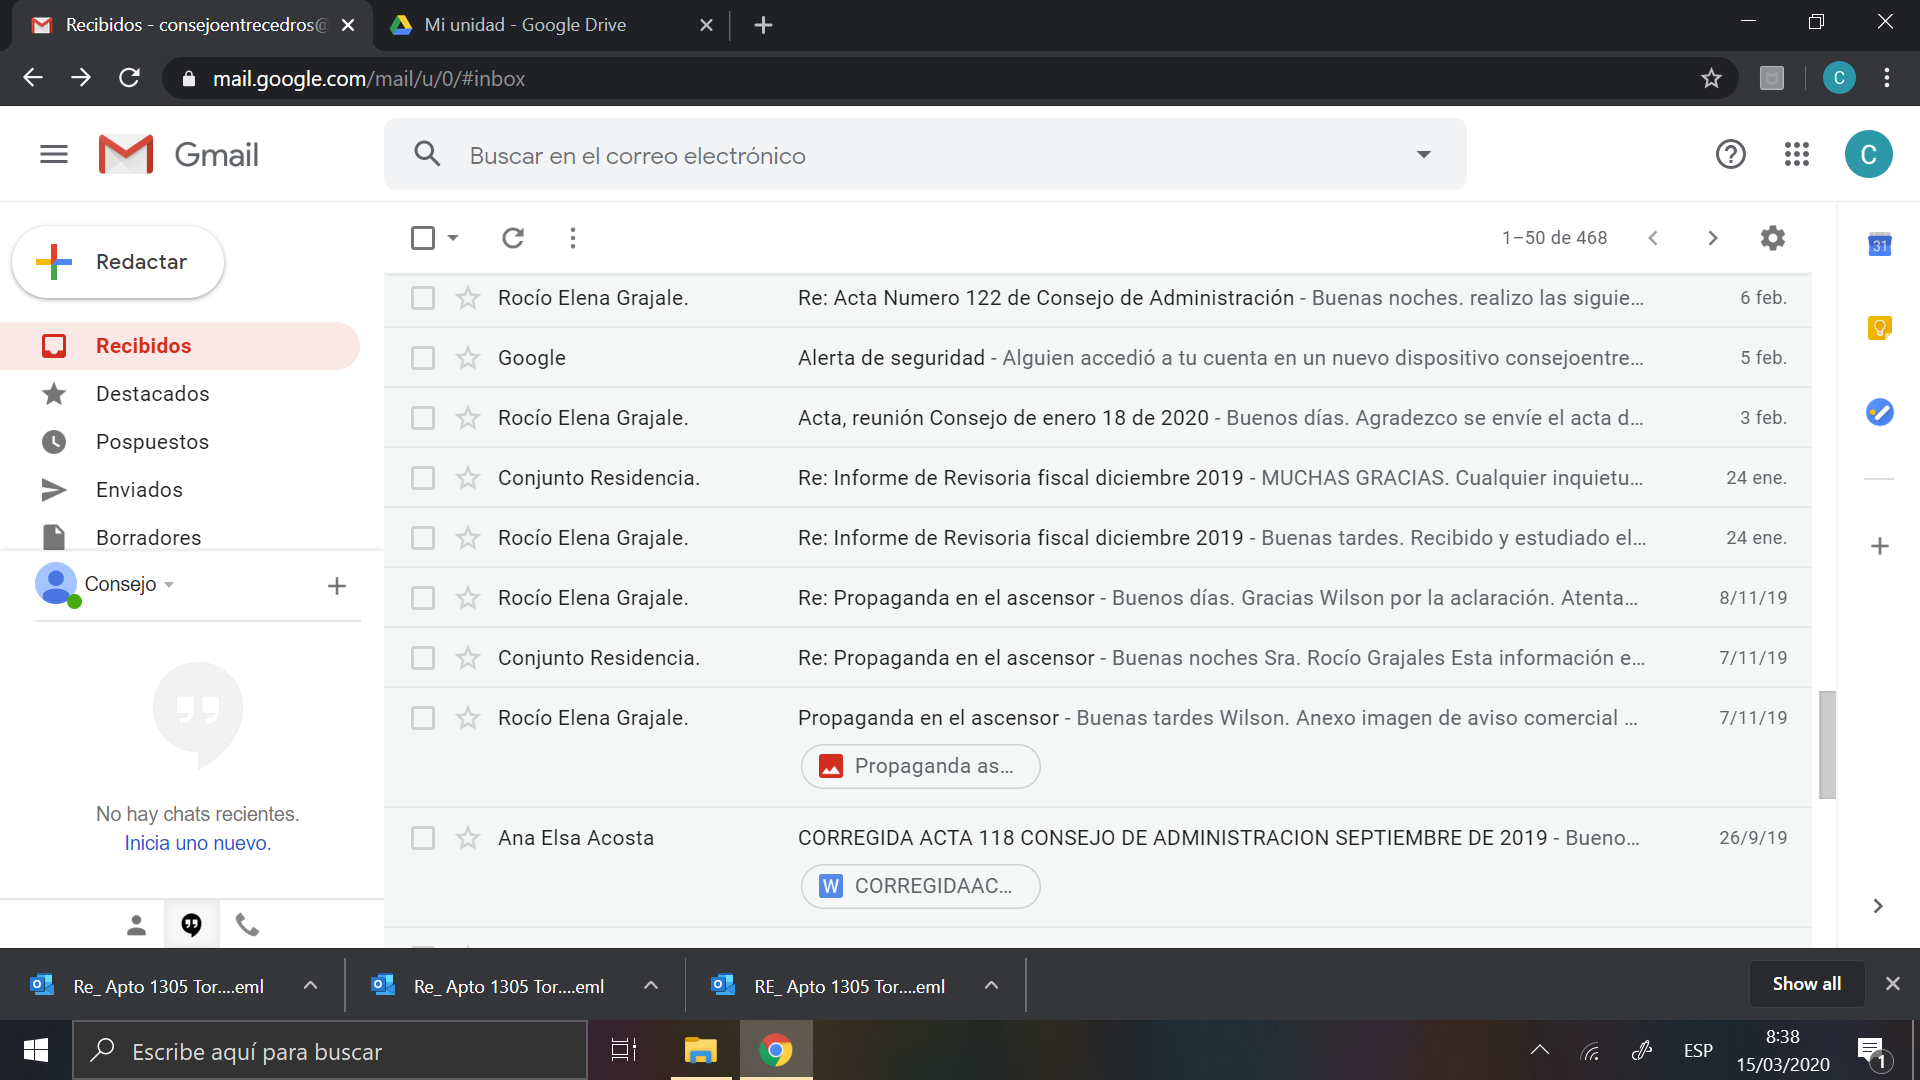 Recibidos - consejoentrecedros@
Mi unidad - Google Drive
mail.google.com/mail/u/0/#inbox
C
Gmail
Buscar en el correo electrónico
C
Redactar
1–50 de 468
31
Recibidos
Destacados
Pospuestos
Enviados
Borradores
Rocío Elena Grajale. Re: Acta Numero 122 de Consejo de Administración - Buenas noches. realizo las siguie... 6 feb.
Google Alerta de seguridad - Alguien accedió a tu cuenta en un nuevo dispositivo consejoentre... 5 feb.
Rocío Elena Grajale. Acta, reunión Consejo de enero 18 de 2020 - Buenos días. Agradezco se envíe el acta d... 3 feb.
Conjunto Residencia. Re: Informe de Revisoria fiscal diciembre 2019 - MUCHAS GRACIAS. Cualquier inquietu... 24 ene.
Rocío Elena Grajale. Re: Informe de Revisoria fiscal diciembre 2019 - Buenas tardes. Recibido y estudiado el... 24 ene.
Rocío Elena Grajale. Re: Propaganda en el ascensor - Buenos días. Gracias Wilson por la aclaración. Atenta... 8/11/19
Conjunto Residencia. Re: Propaganda en el ascensor - Buenas noches Sra. Rocío Grajales Esta información e... 7/11/19
Rocío Elena Grajale. Propaganda en el ascensor - Buenas tardes Wilson. Anexo imagen de aviso comercial ... 7/11/19
Propaganda as...
Ana Elsa Acosta CORREGIDA ACTA 118 CONSEJO DE ADMINISTRACION SEPTIEMBRE DE 2019 - Bueno... 26/9/19
W CORREGIDAAC...
Consejo
No hay chats recientes.
Inicia uno nuevo.
Re_ Apto 1305 Tor....eml
Re_ Apto 1305 Tor....eml
RE_ Apto 1305 Tor....eml
Show all
Escribe aquí para buscar
ESP
8:38
15/03/2020
1